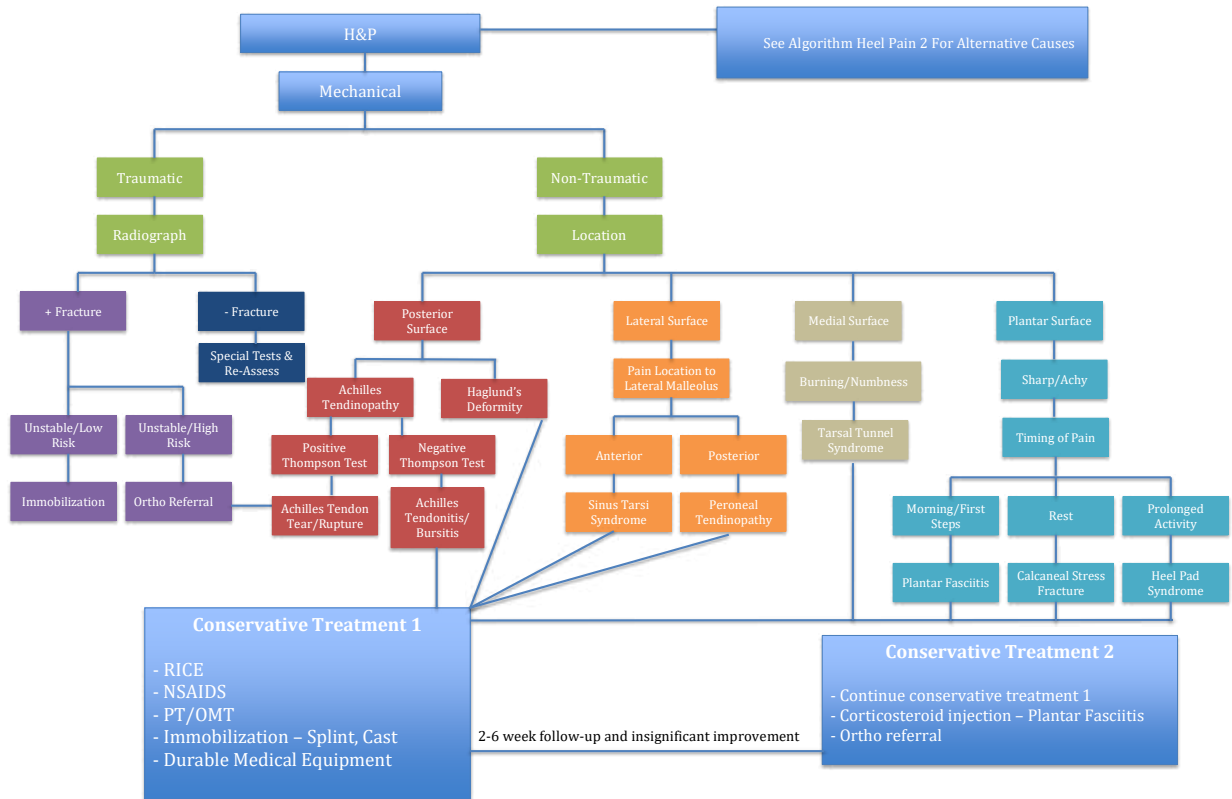 H&P
See Algorithm Heel Pain 2 For Alternative Causes
Mechanical
Traumatic
Non-Traumatic
Radiograph
Location
+ Fracture
- Fracture
Posterior
Surface
Lateral Surface
Medial Surface
Plantar Surface
Special Tests &
Re-Assess
Achilles
Tendinopathy
Haglund's
Deformity
Pain Location to
Lateral Malleolus
Burning/Numbness
Sharp/Achy
Unstable/Low
Risk
Unstable/High
Risk
Positive
Thompson Test
Negative
Thompson Test
Anterior
Posterior
Tarsal Tunnel
Syndrome
Timing of Pain
Immobilization
Ortho Referral
Achilles Tendon
Tear/Rupture
Achilles
Tendonitis/
Bursitis
Sinus Tarsi
Syndrome
Peroneal
Tendinopathy
Morning/First
Steps
Rest
Prolonged
Activity
Plantar Fasciitis
Calcaneal Stress
Fracture
Heel Pad
Syndrome
Conservative Treatment 1
- RICE
- NSAIDS
- PT/OMT
- Immobilization – Splint, Cast
- Durable Medical Equipment
2-6 week follow-up and insignificant improvement
Conservative Treatment 2
- Continue conservative treatment 1
- Corticosteroid injection – Plantar Fasciitis
- Ortho referral